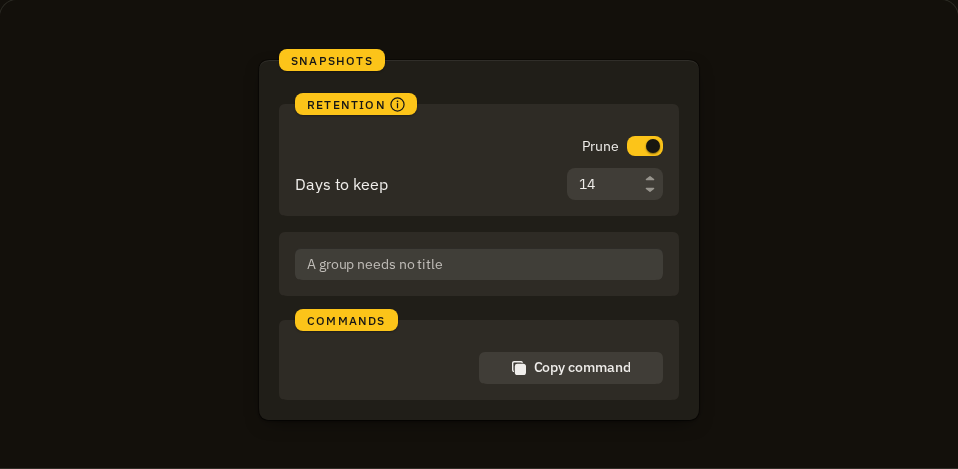 SNAPSHOTS
RETENTION
Prune
Days to keep
14
A group needs no title
COMMANDS
Copy command